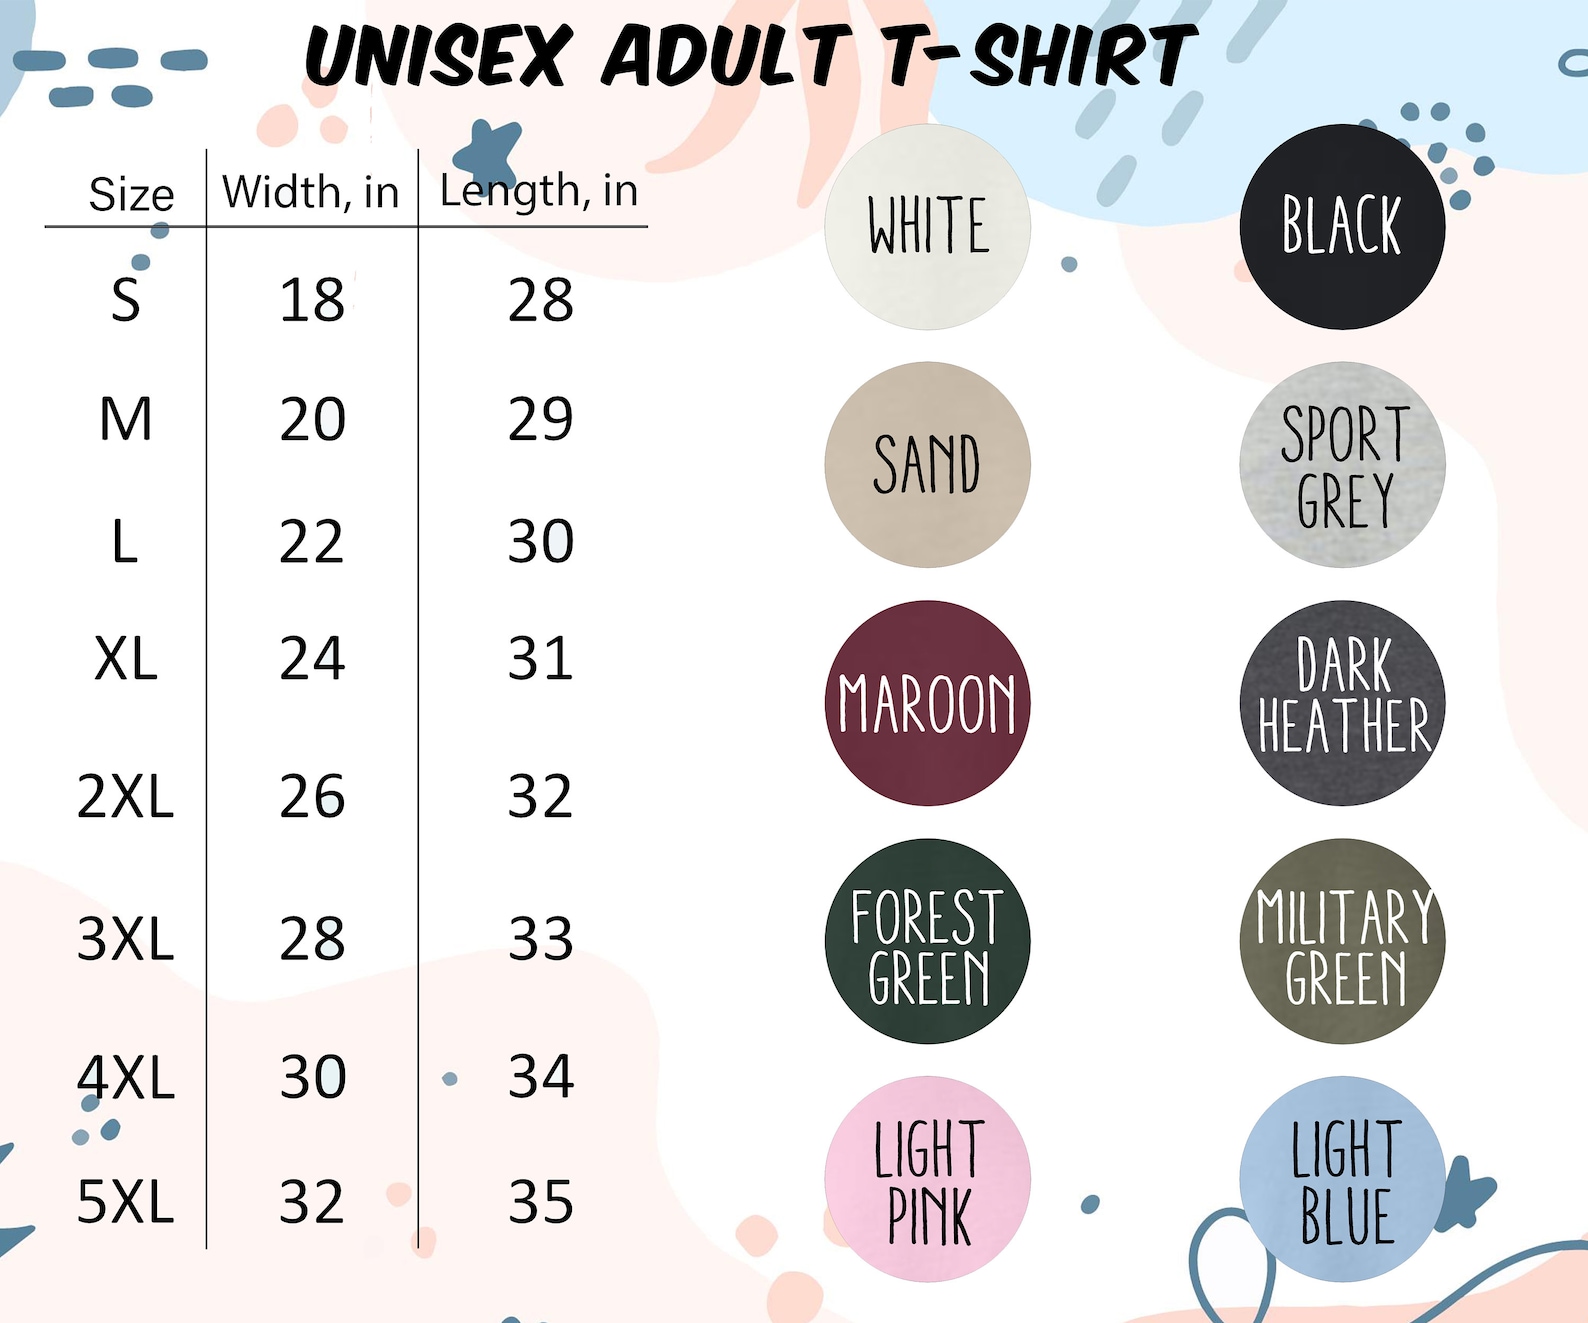 UNISEX ADULT T-SHIRT
Size Width, in Length, in
S 18 28
M 20 29
L 22 30
XL 24 31
2XL 26 32
3XL 28 33
4XL 30 34
5XL 32 35
WHITE
BLACK
SAND
SPORT
GREY
MAROON
DARK
HEATHER
FOREST
GREEN
MILITARY
GREEN
LIGHT
PINK
LIGHT
BLUE